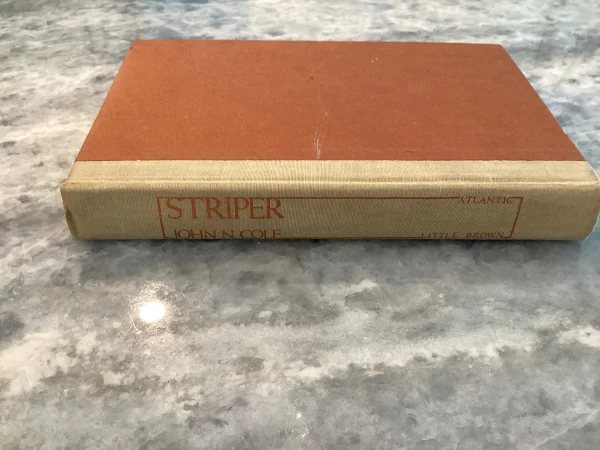 STRIPER
JOHN N. COLE
ATLANTIC
LITTLE BROWN